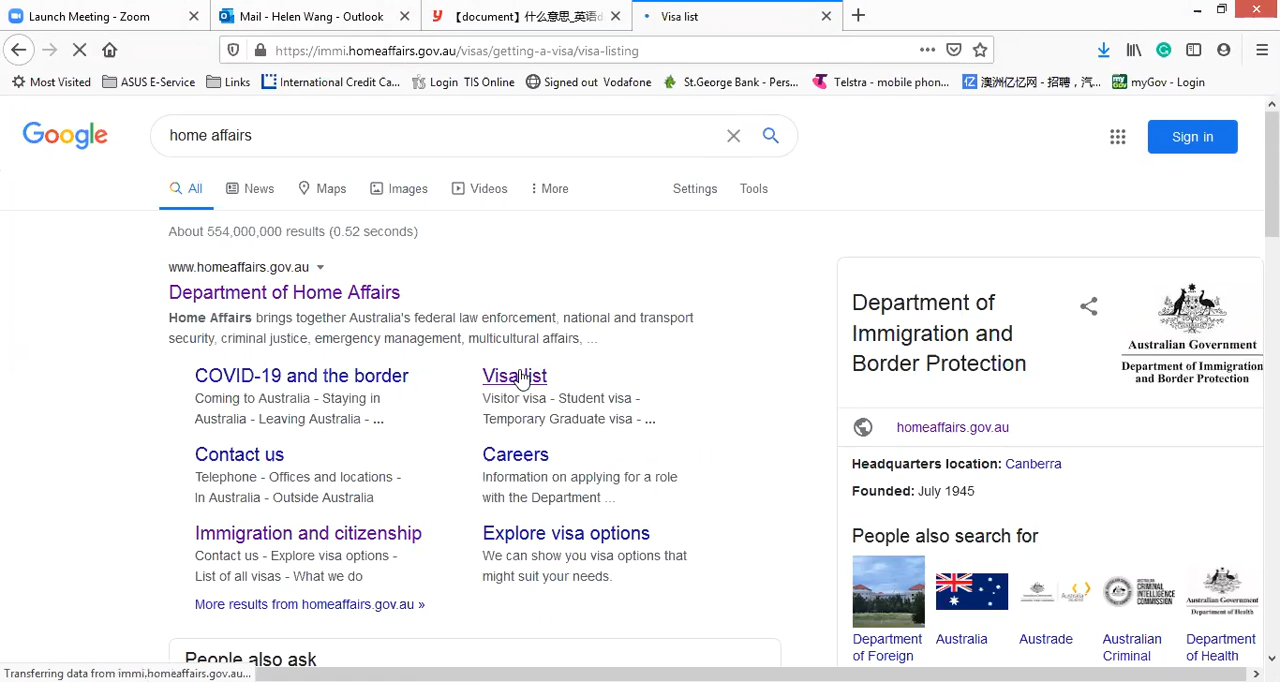 Launch Meeting - Zoom
Mail - Helen Wang - Outlook
【document】什么意思_英语
Visa list
https://immi.homeaffairs.gov.au/visas/getting-a-visa/visa-listing
Most Visited
ASUS E-Service
Links
International Credit Ca...
Login TIS Online
Signed out Vodafone
St.George Bank - Pers...
Telstra - mobile phon...
澳洲亿忆网 - 招聘，汽...
myGov - Login
Google
home affairs
Sign in
All
News
Maps
Images
Videos
More
Settings
Tools
About 554,000,000 results (0.52 seconds)
www.homeaffairs.gov.au
Department of Home Affairs
Home Affairs brings together Australia's federal law enforcement, national and transport
security, criminal justice, emergency management, multicultural affairs, ...
COVID-19 and the border
Coming to Australia - Staying in
Australia - Leaving Australia - ...
Visa list
Visitor visa - Student visa -
Temporary Graduate visa - ...
Contact us
Telephone - Offices and locations -
In Australia - Outside Australia
Careers
Information on applying for a role
with the Department ...
Immigration and citizenship
Contact us - Explore visa options -
List of all visas - What we do
Explore visa options
We can show you visa options that
might suit your needs.
More results from homeaffairs.gov.au »
People also ask
Department of
Immigration and
Border Protection
Australian Government
Department of Immigration
and Border Protection
homeaffairs.gov.au
Headquarters location: Canberra
Founded: July 1945
People also search for
Department
of Foreign
Australia
Austrade
Australian
Criminal
Department
of Health
Transferring data from immi.homeaffairs.gov.au...